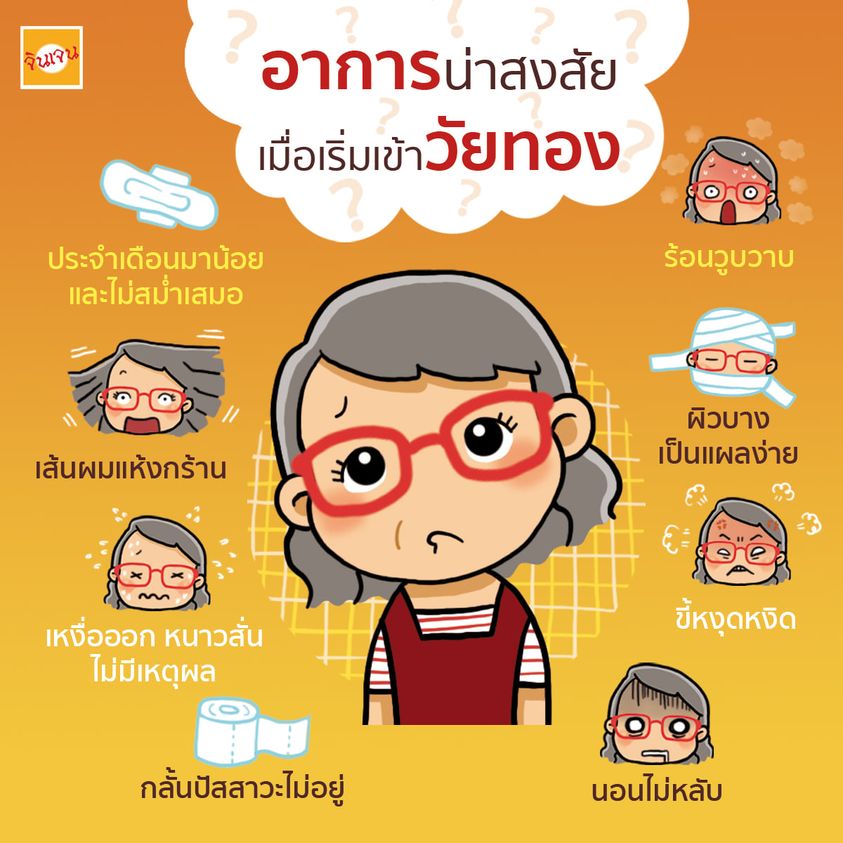 จินเจน
อาการน่าสงสัย
เมื่อเริ่มเข้าวัยทอง
ประจำเดือนมาน้อย
และไม่สม่ำเสมอ
ร้อนวูบวาบ
เส้นผมแห้งกร้าน
ผิวบาง
เป็นแผลง่าย
เหงื่อออก หนาวสั่น
ไม่มีเหตุผล
ขี้หงุดหงิด
กลั้นปัสสาวะไม่อยู่
นอนไม่หลับ